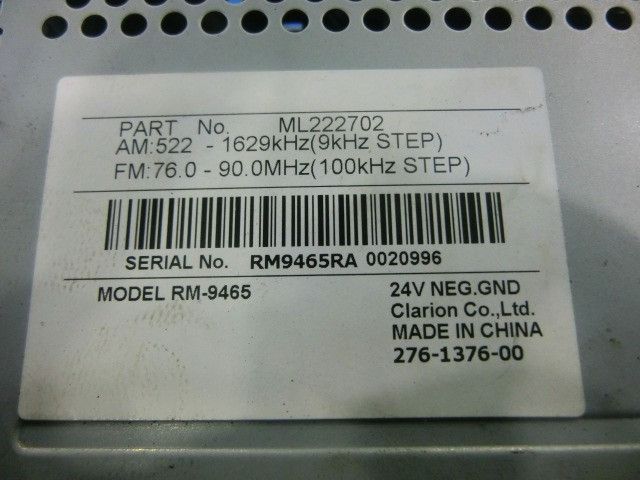 PART No. ML222702
AM:522 - 1629kHz(9kHz STEP)
FM:76.0 - 90.0MHz(100kHz STEP)
SERIAL No. RM9465RA 0020996
MODEL RM-9465
24V NEG.GND
Clarion Co.,Ltd.
MADE IN CHINA
276-1376-00